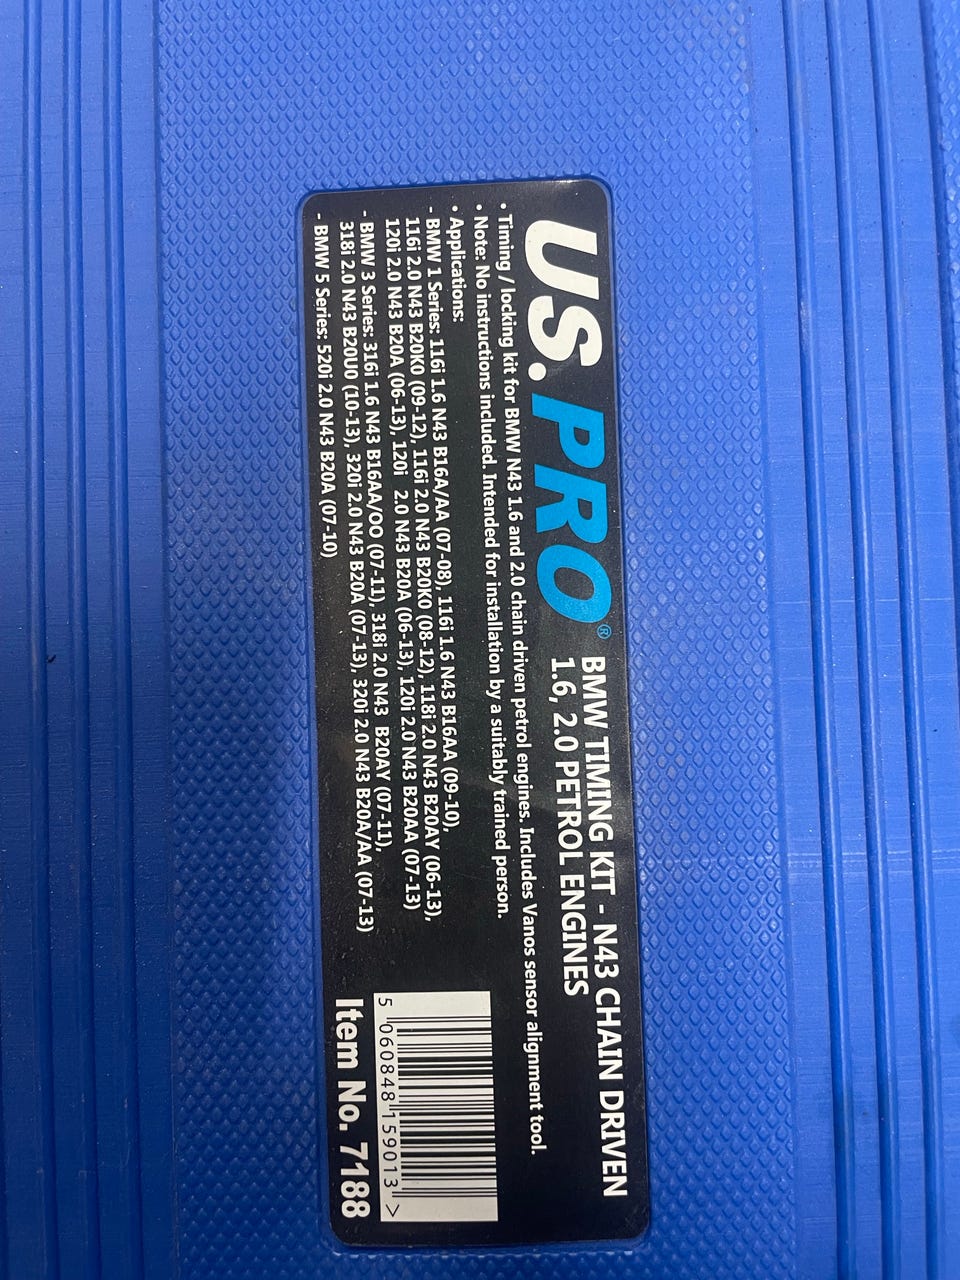 US.PRO®
BMW TIMING KIT - N43 CHAIN DRIVEN
1.6, 2.0 PETROL ENGINES
• Timing / locking kit for BMW N43 1.6 and 2.0 chain driven petrol engines. Includes Vanos sensor alignment tool.
• Note: No instructions included. Intended for installation by a suitably trained person.
• Applications:
- BMW 1 Series: 116i 1.6 N43 B16A/AA (07-08), 116i 1.6 N43 B16AA (09-10),
116i 2.0 N43 B20K0 (09-12), 116i 2.0 N43 B20K0 (08-12), 118i 2.0 N43 B20AY (06-13),
120i 2.0 N43 B20A (06-13), 120i 2.0 N43 B20A (06-13), 120i 2.0 N43 B20AA (07-13)
- BMW 3 Series: 316i 1.6 N43 B16AA/OO (07-11), 318i 2.0 N43 B20AY (07-11),
318i 2.0 N43 B20U0 (10-13), 320i 2.0 N43 B20A (07-13), 320i 2.0 N43 B20A/AA (07-13)
- BMW 5 Series: 520i 2.0 N43 B20A (07-10)
5 060848 159013 >
Item No. 7188